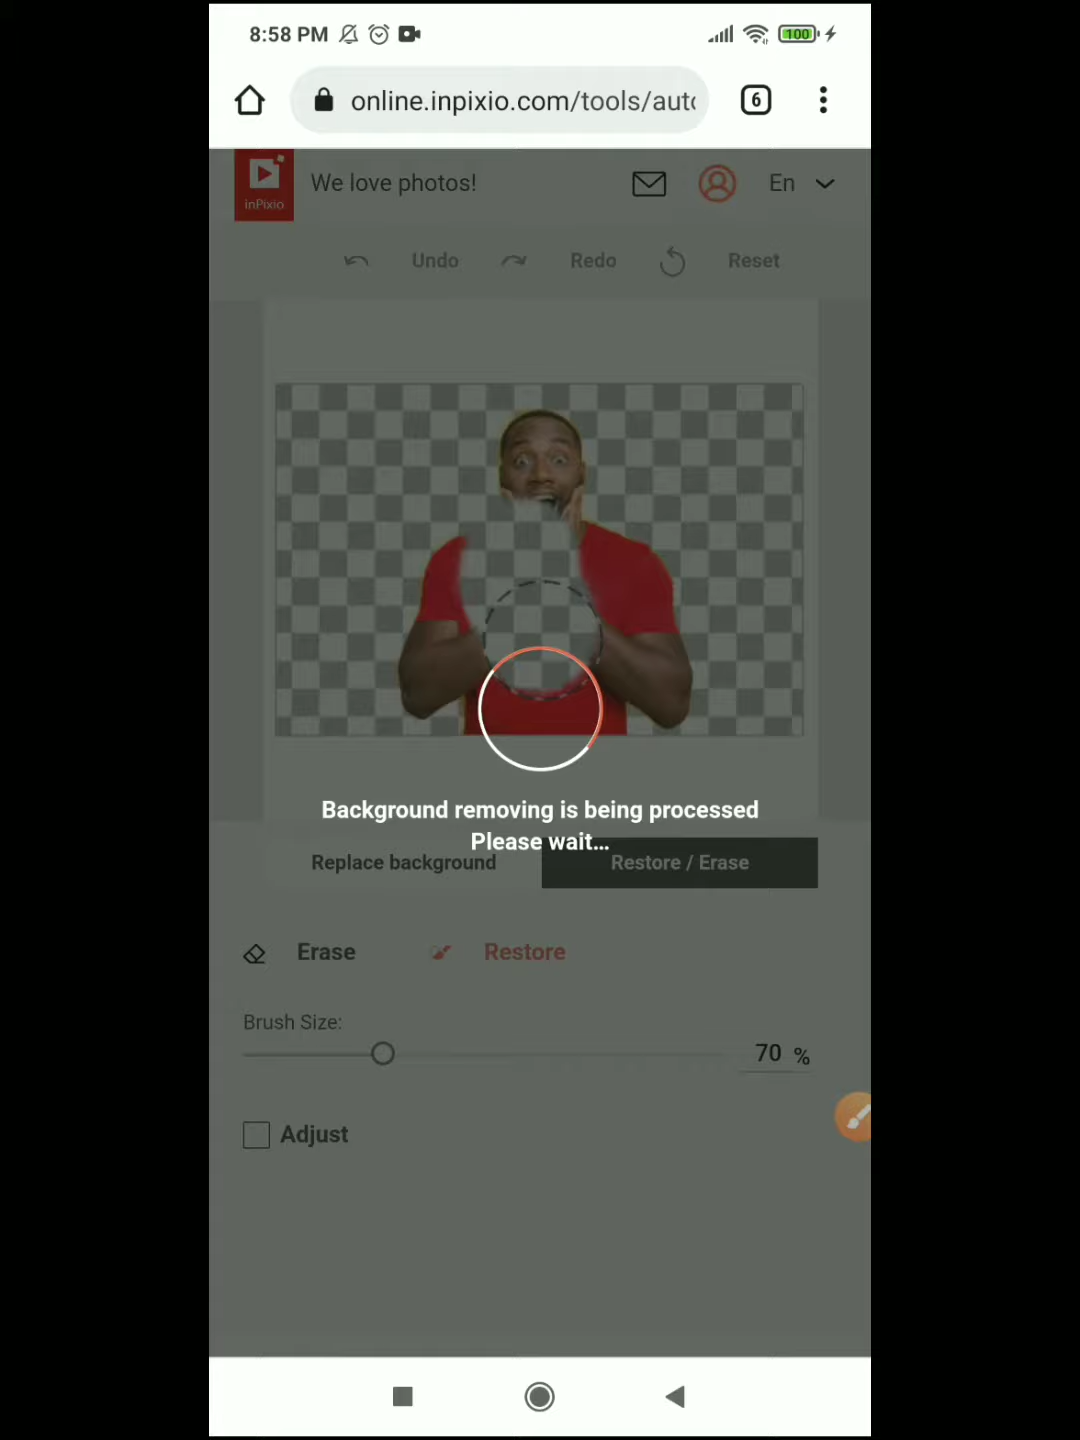 8:58 PM
100
online.inpixio.com/tools/auto
6
inPixio
We love photos!
En
Undo
Redo
Reset
Background removing is being processed
Please wait...
Replace background
Restore / Erase
Erase
Restore
Brush Size:
70 %
Adjust